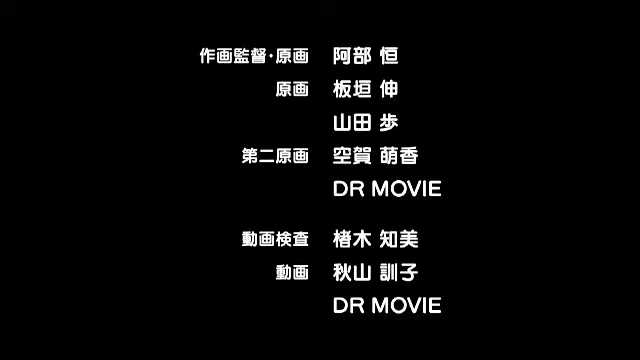 作画監督・原画 阿部 恒
原画 板垣 伸
山田 歩
第二原画 空賀 萌香
DR MOVIE
動画検査 楮木 知美
動画 秋山 訓子
DR MOVIE